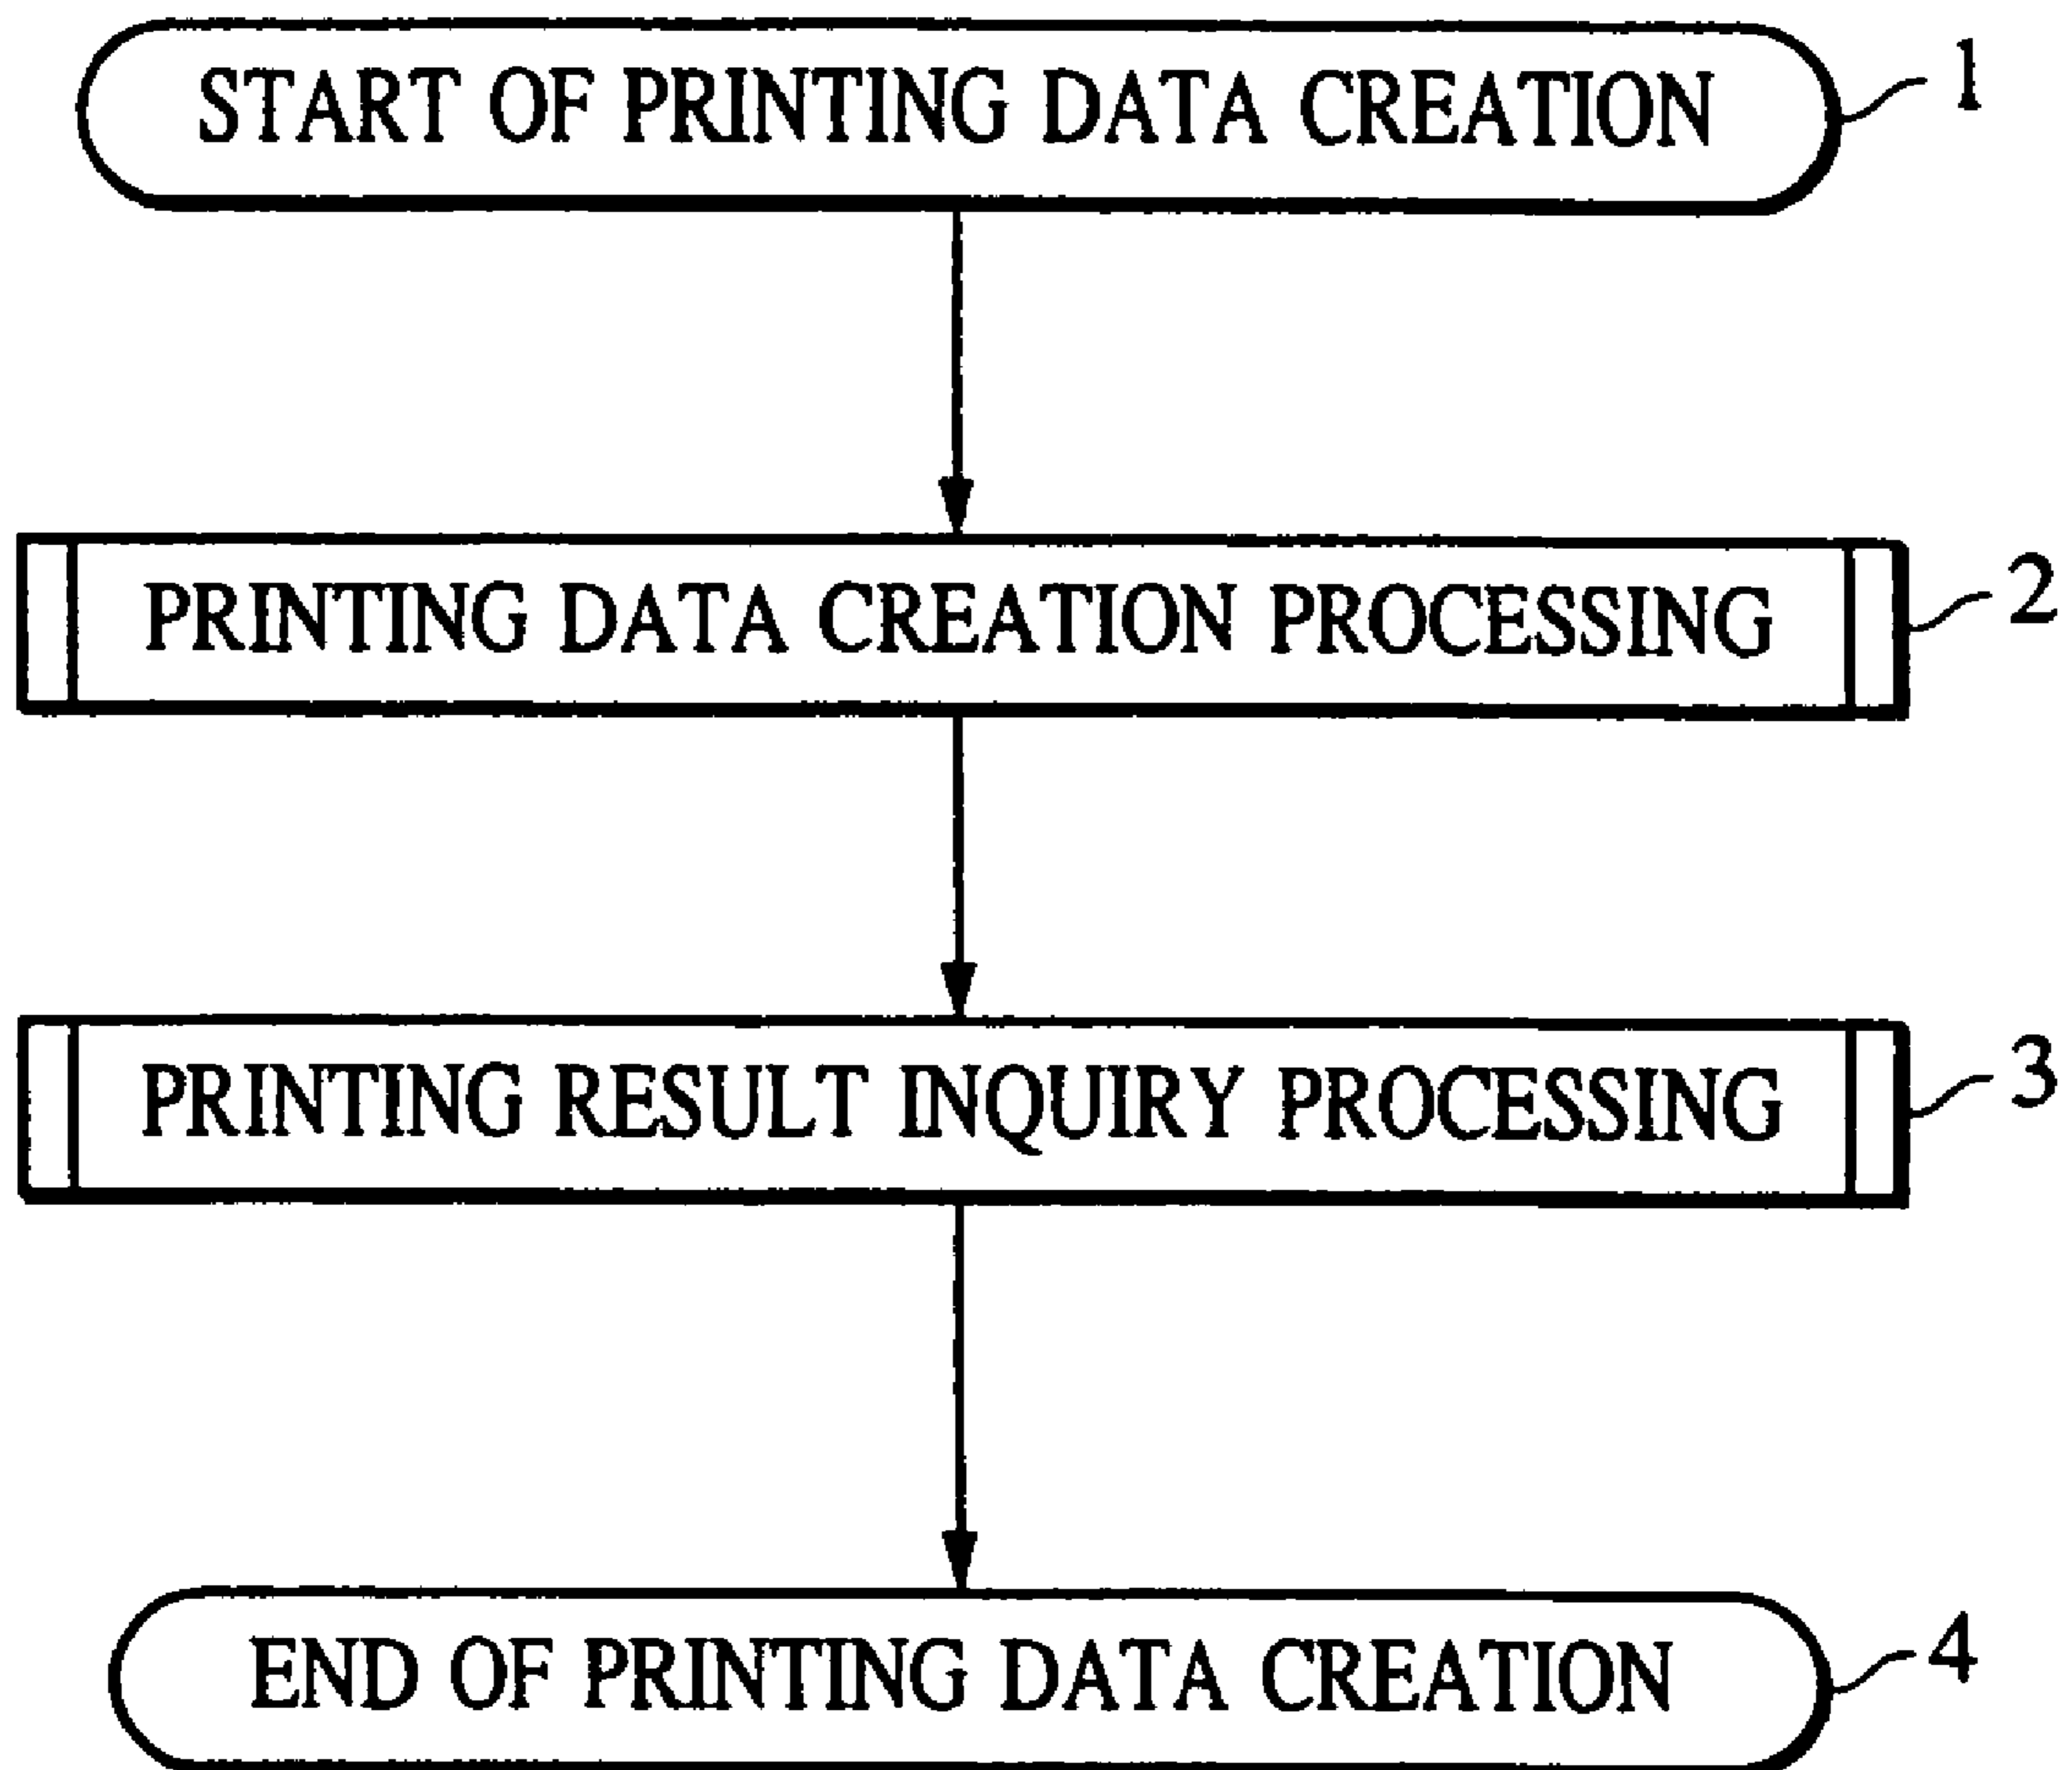 START OF PRINTING DATA CREATION 1
PRINTING DATA CREATION PROCESSING 2
PRINTING RESULT INQUIRY PROCESSING 3
END OF PRINTING DATA CREATION 4